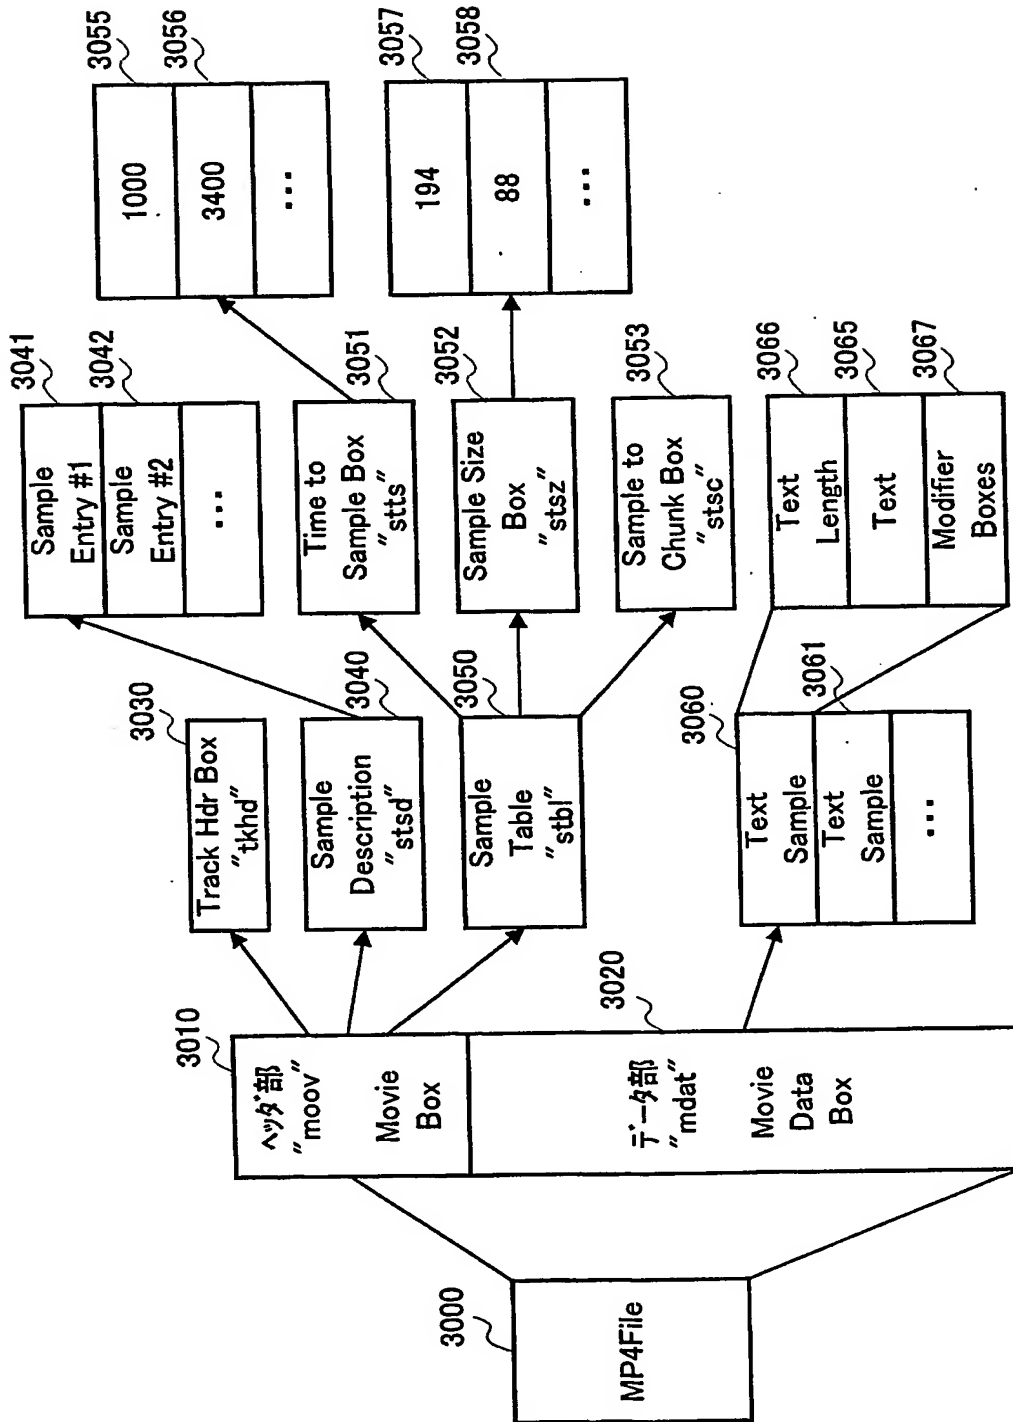 3000
MP4File
3010
ヘッダ部
"moov"
Movie
Box
3020
データ部
"mdat"
Movie
Data
Box
3030
Track Hdr Box
"tkhd"
3040
Sample
Description
"stsd"
3050
Sample
Table
"stbl"
3060
Text
Sample
3061
Text
Sample
...
3041
Sample
Entry #1
3042
Sample
Entry #2
...
3051
Time to
Sample Box
"stts"
3052
Sample Size
Box
"stsz"
3053
Sample to
Chunk Box
"stsc"
3066
Text
Length
3065
Text
3067
Modifier
Boxes
3055
1000
3056
3400
...
3057
194
3058
88
...